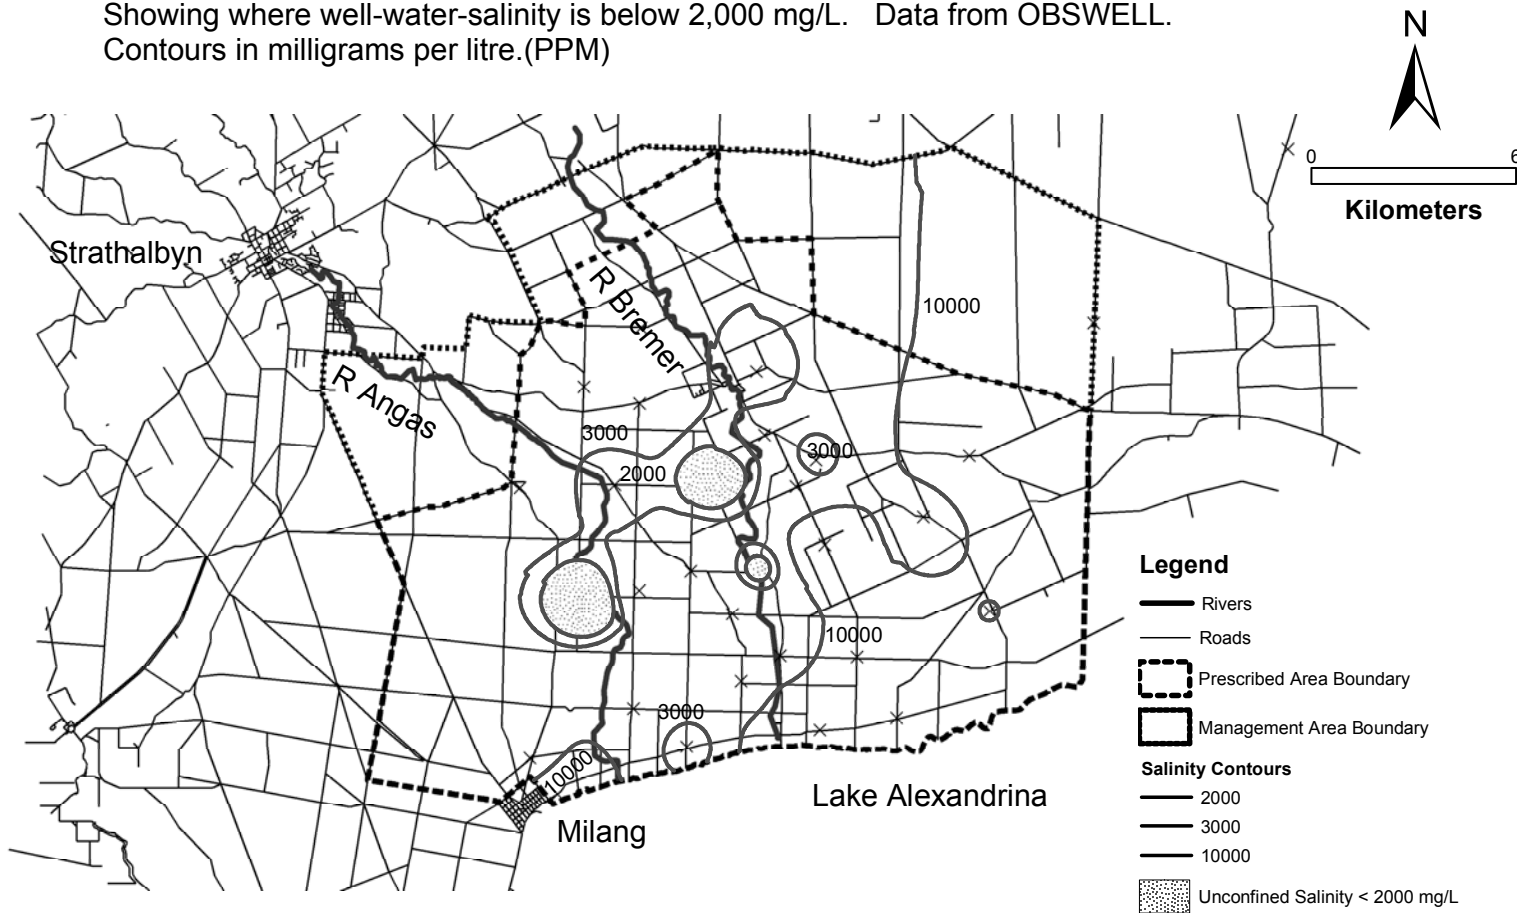 Showing where well-water-salinity is below 2,000 mg/L. Data from OBSWELL.
Contours in milligrams per litre.(PPM)
N
0 6
Kilometers
Strathalbyn
R Bremer
10000
R Angas
3000
2000
3000
10000
3000
10000
Lake Alexandrina
Milang
Legend
Rivers
Roads
Prescribed Area Boundary
Management Area Boundary
Salinity Contours
2000
3000
10000
Unconfined Salinity < 2000 mg/L